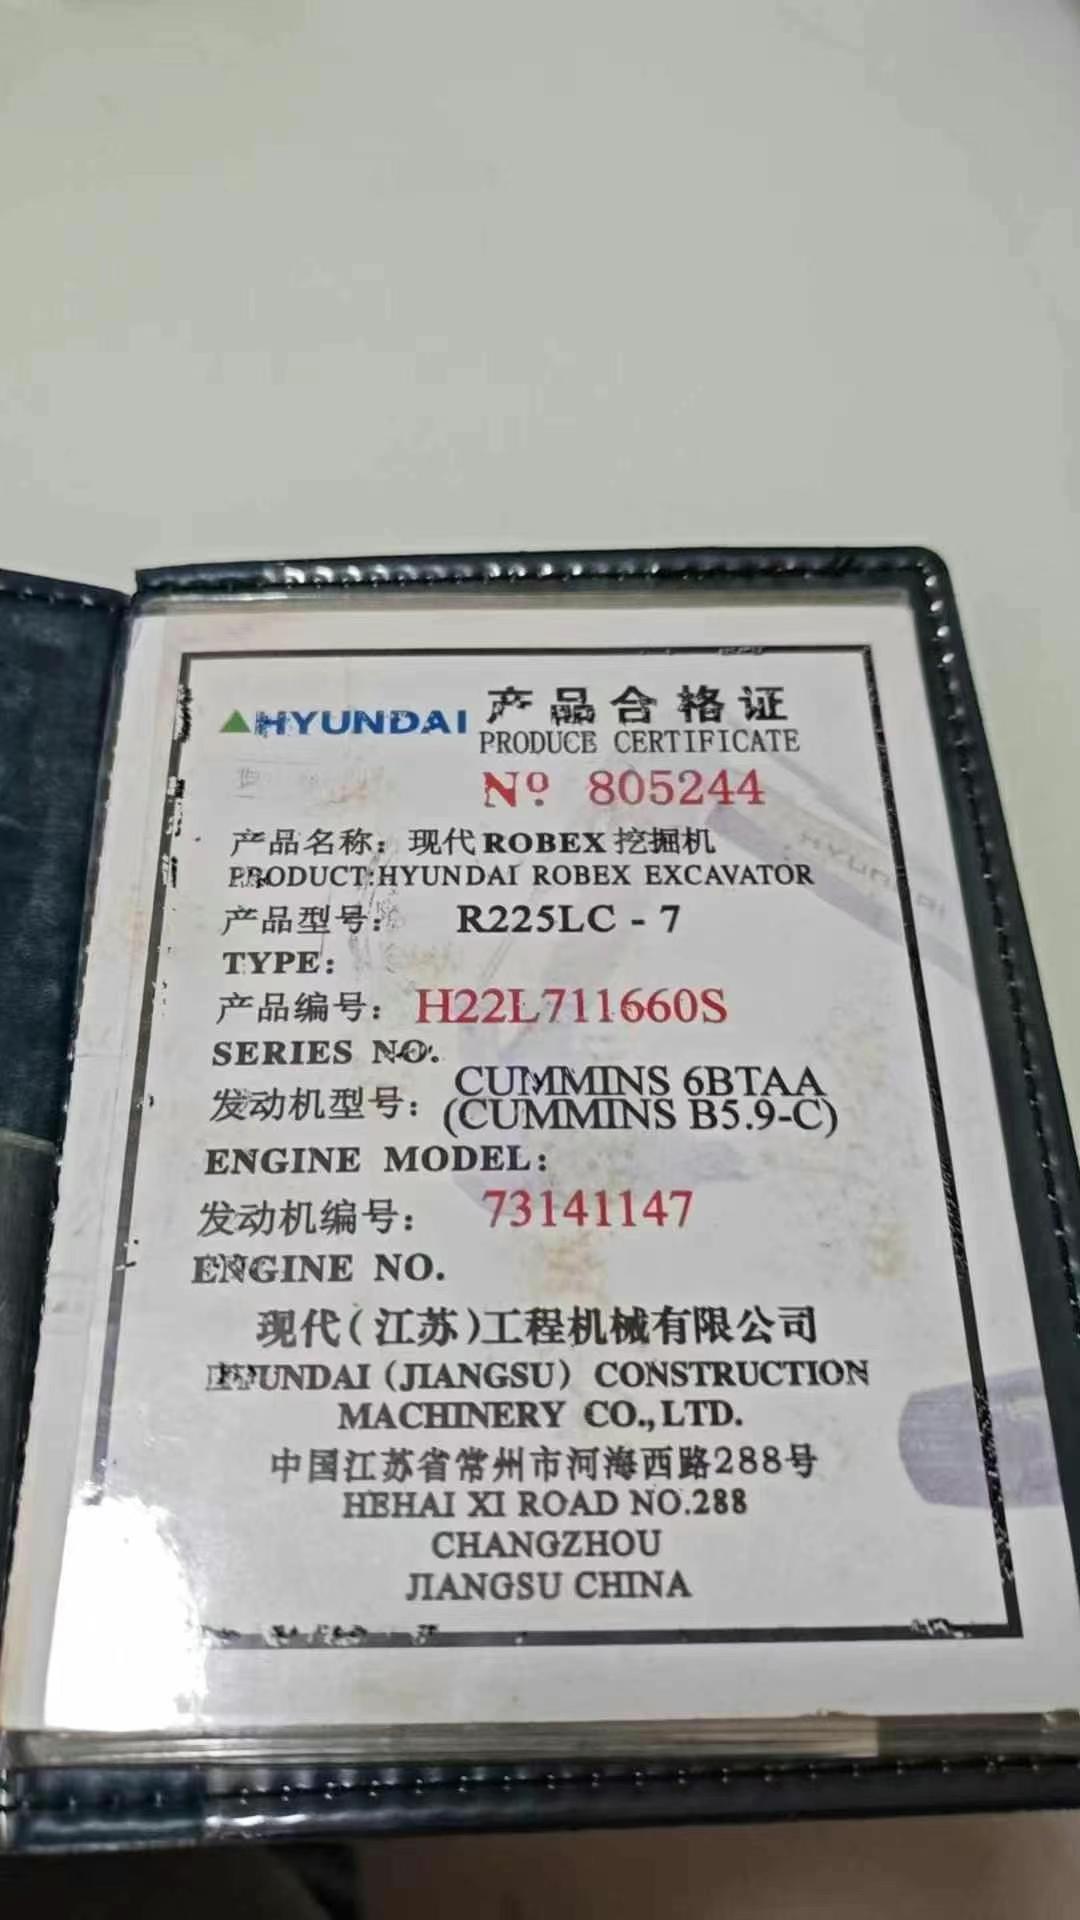 HYUNDAI 产品合格证
PRODUCE CERTIFICATE
Nº 805244
产品名称：现代ROBEX挖掘机
PRODUCT:HYUNDAI ROBEX EXCAVATOR
产品型号： R225LC - 7
TYPE:
产品编号： H22L711660S
SERIES NO.
发动机型号： CUMMINS 6BTAA
(CUMMINS B5.9-C)
ENGINE MODEL:
发动机编号： 73141147
ENGINE NO.
现代(江苏)工程机械有限公司
HYUNDAI (JIANGSU) CONSTRUCTION
MACHINERY CO.,LTD.
中国江苏省常州市河海西路288号
HEHAI XI ROAD NO.288
CHANGZHOU
JIANGSU CHINA
HYUNDAI